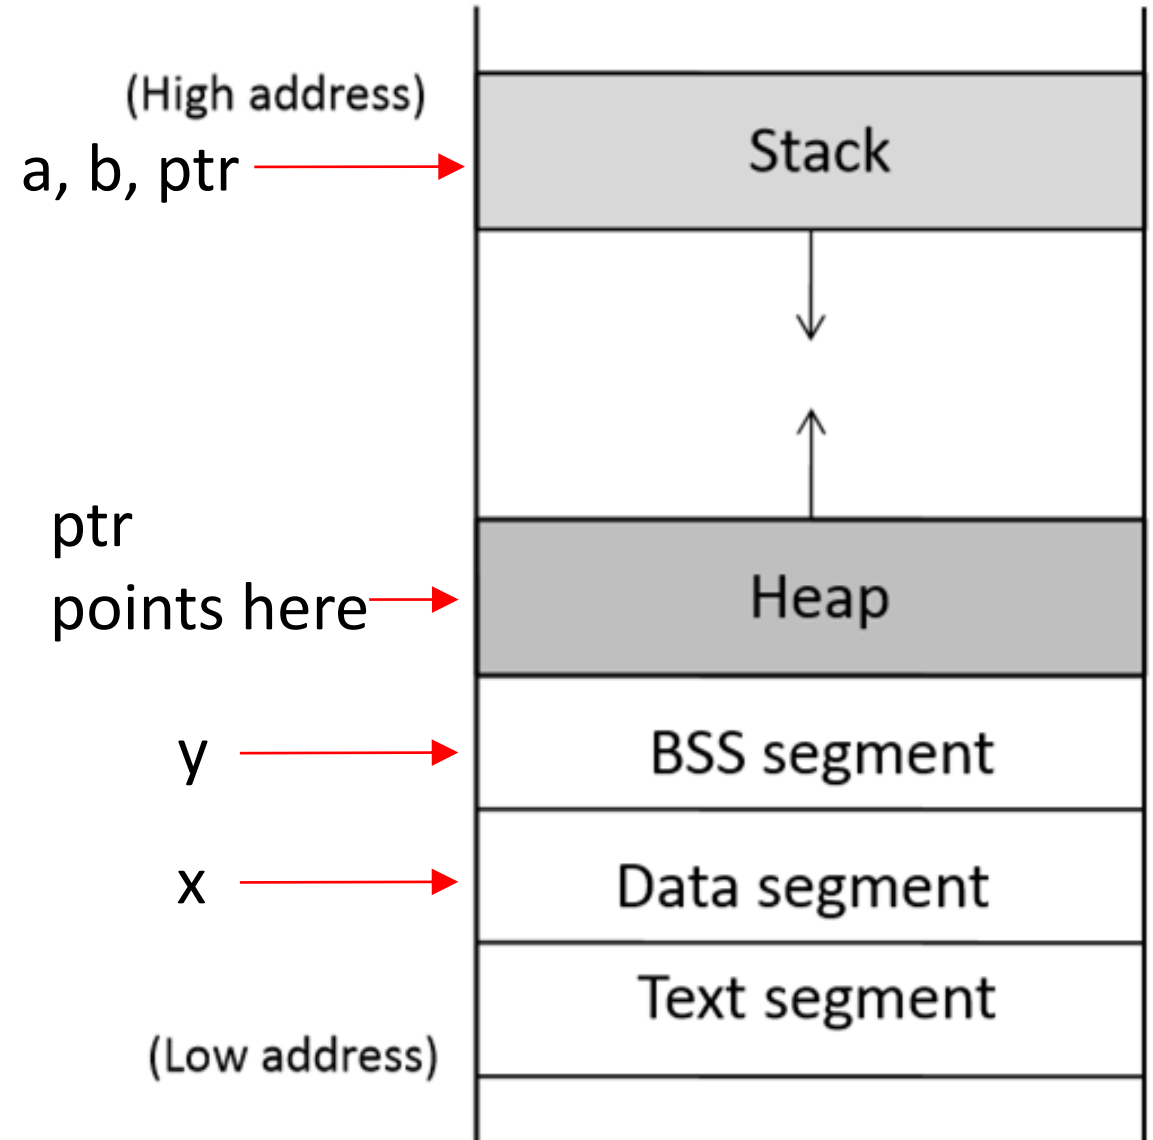 (High address)
Stack
a, b, ptr
ptr
points here
Heap
y
BSS segment
x
Data segment
Text segment
(Low address)